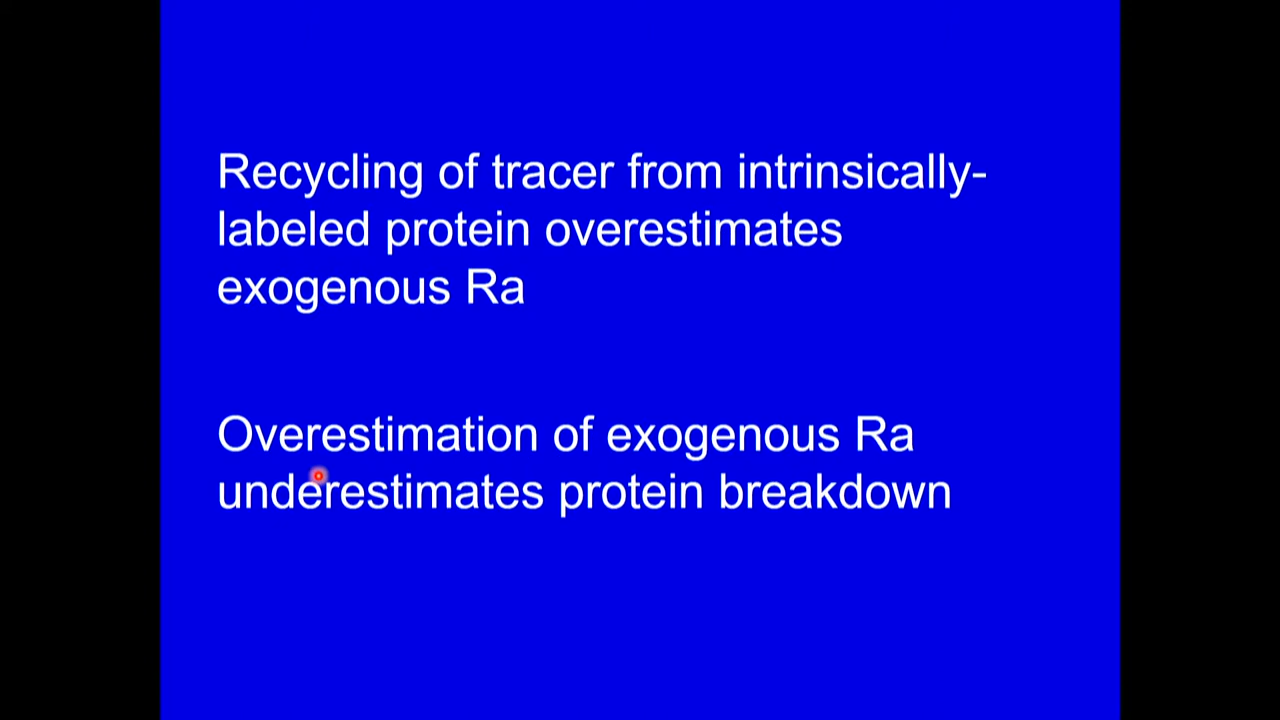 Recycling of tracer from intrinsically-
labeled protein overestimates
exogenous Ra
Overestimation of exogenous Ra
underestimates protein breakdown